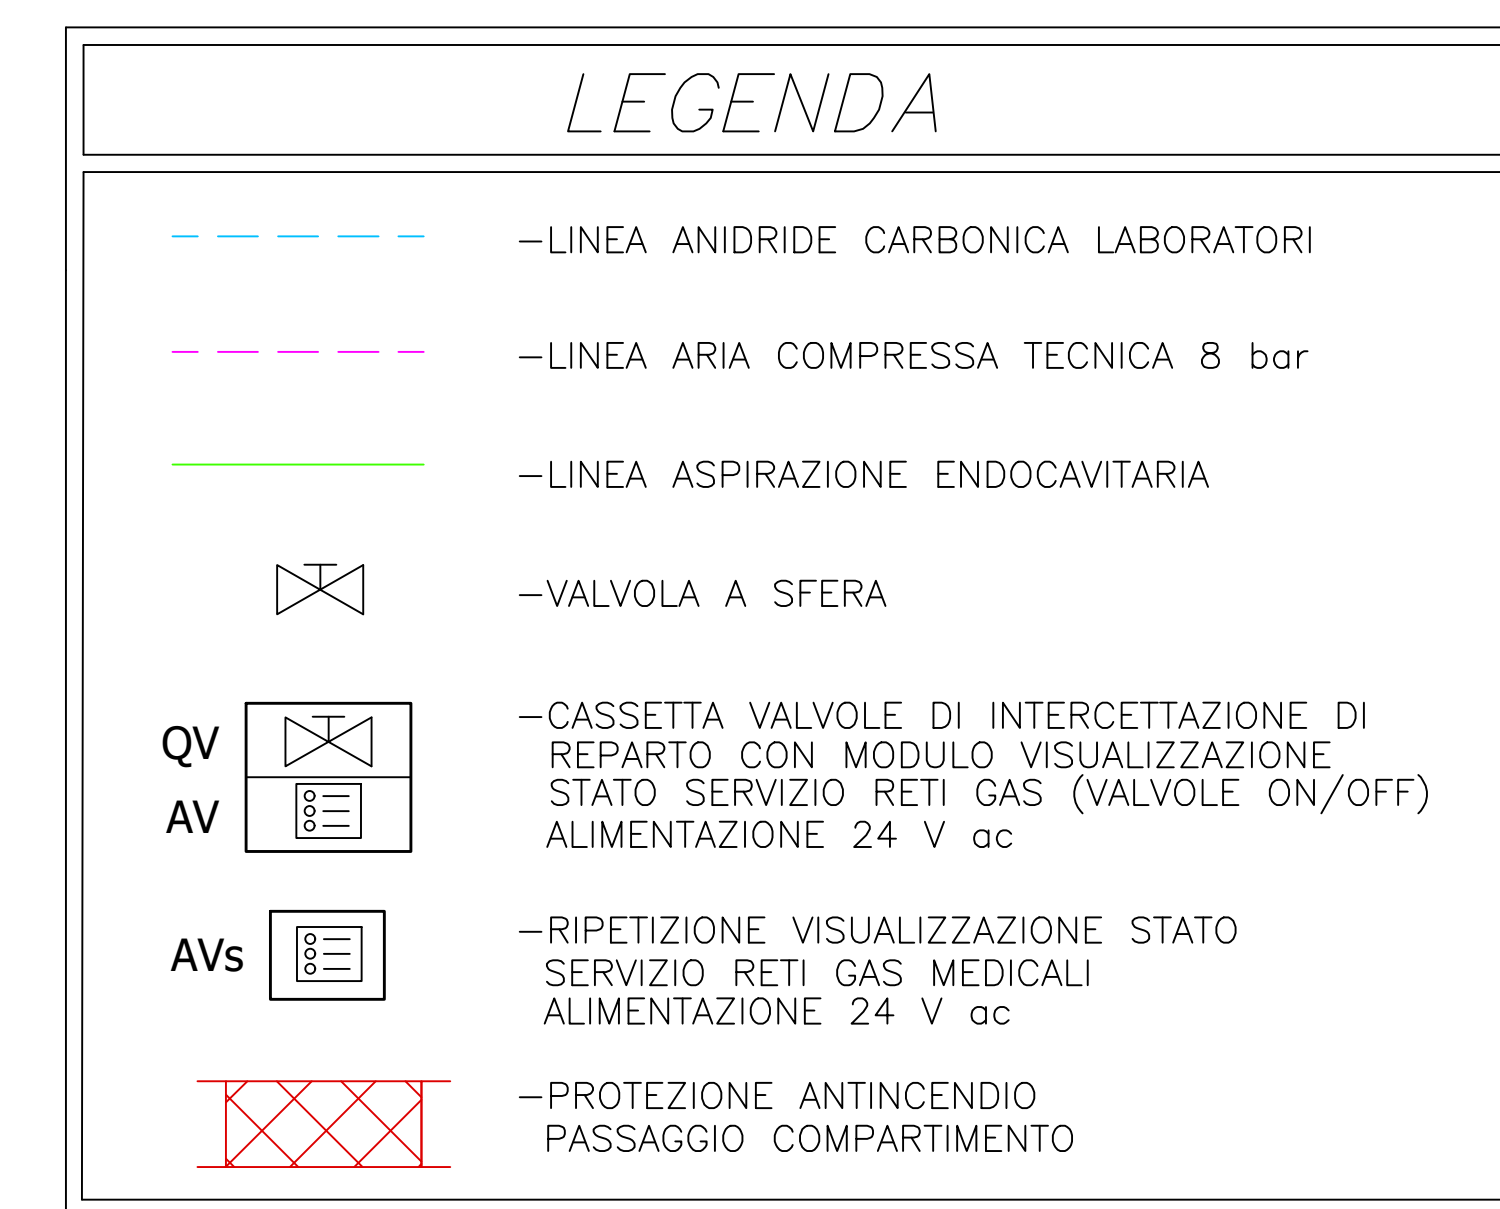 LEGENDA
-LINEA ANIDRIDE CARBONICA LABORATORI
-LINEA ARIA COMPRESSA TECNICA 8 bar
-LINEA ASPIRAZIONE ENDOCAVITARIA
-VALVOLA A SFERA
QV
AV
-CASSETTA VALVOLE DI INTERCETTAZIONE DI
REPARTO CON MODULO VISUALIZZAZIONE
STATO SERVIZIO RETI GAS (VALVOLE ON/OFF)
ALIMENTAZIONE 24 V ac
AVs
-RIPETIZIONE VISUALIZZAZIONE STATO
SERVIZIO RETI GAS MEDICALI
ALIMENTAZIONE 24 V ac
-PROTEZIONE ANTINCENDIO
PASSAGGIO COMPARTIMENTO